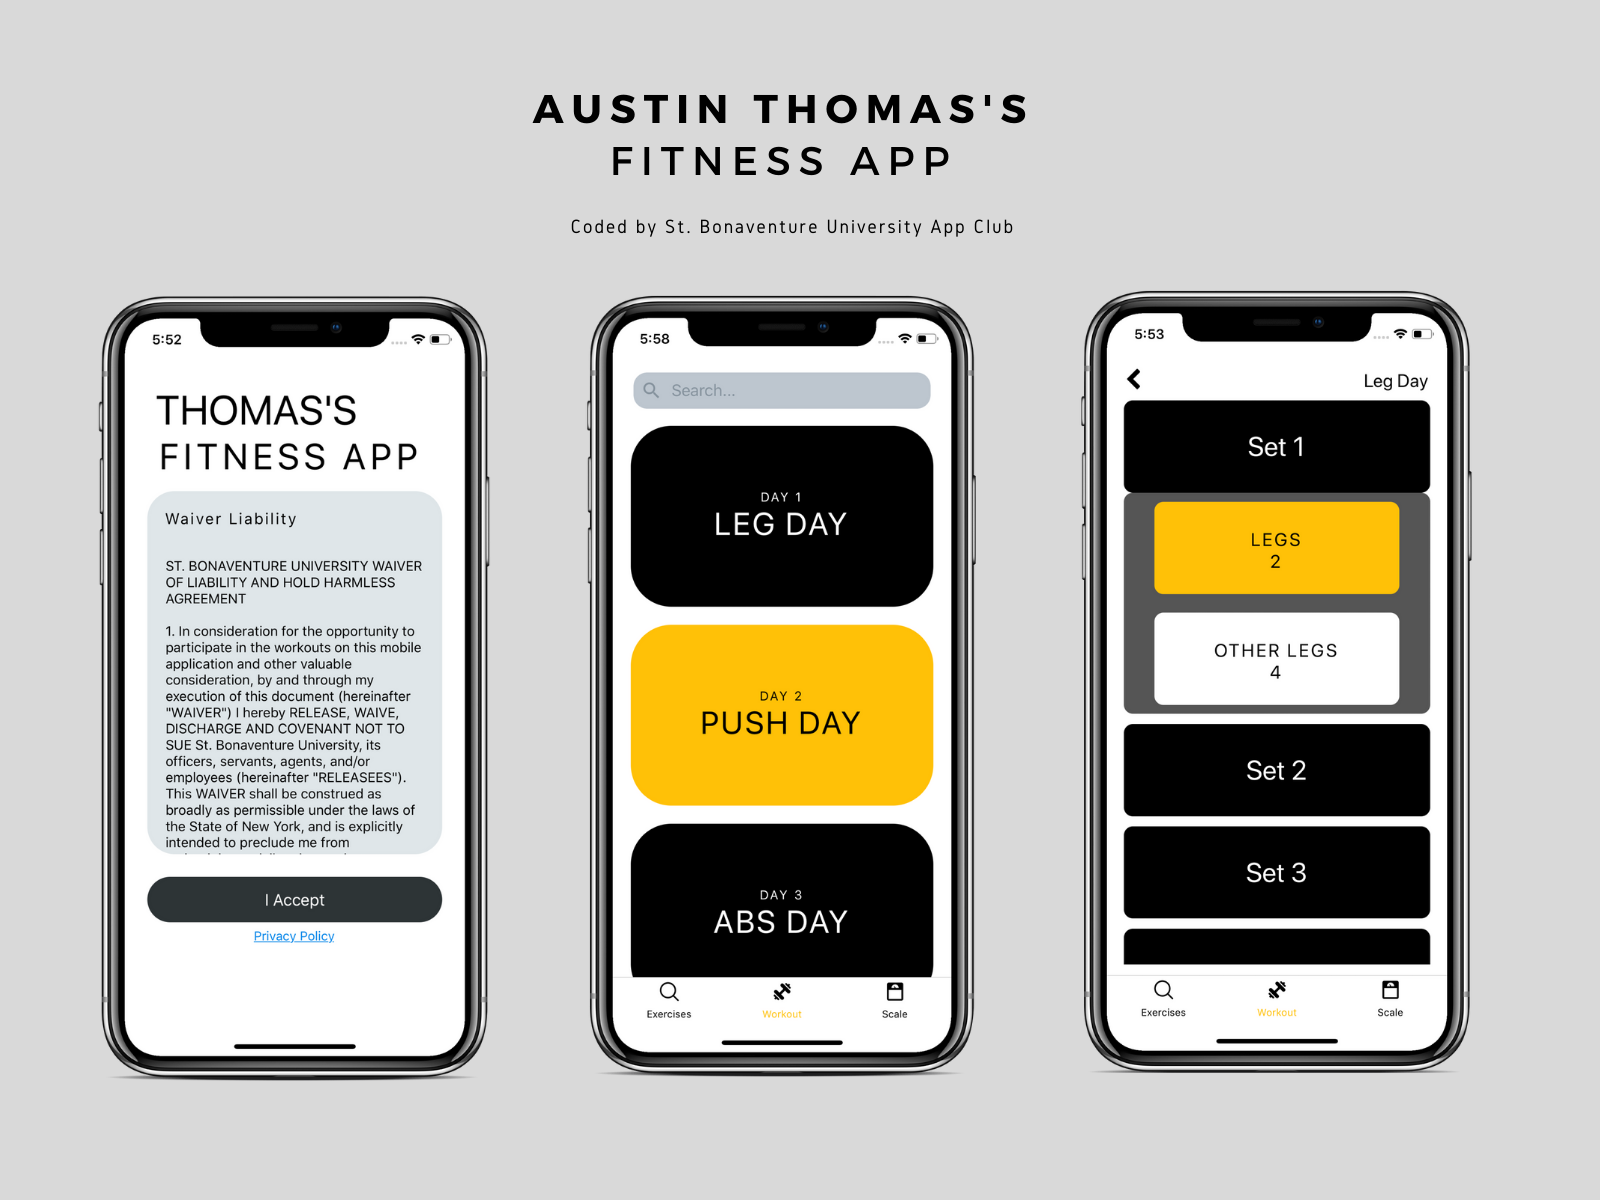 AUSTIN THOMAS'S
FITNESS APP
Coded by St. Bonaventure University App Club
5:52
THOMAS'S
FITNESS APP
Waiver Liability
ST. BONAVENTURE UNIVERSITY WAIVER
OF LIABILITY AND HOLD HARMLESS
AGREEMENT
1. In consideration for the opportunity to
participate in the workouts on this mobile
application and other valuable
consideration, by and through my
execution of this document (hereinafter
"WAIVER") I hereby RELEASE, WAIVE,
DISCHARGE AND COVENANT NOT TO
SUE St. Bonaventure University, its
officers, servants, agents, and/or
employees (hereinafter "RELEASEES").
This WAIVER shall be construed as
broadly as permissible under the laws of
the State of New York, and is explicitly
intended to preclude me from
I Accept
Privacy Policy
5:58
Search...
DAY 1
LEG DAY
DAY 2
PUSH DAY
DAY 3
ABS DAY
Exercises
Workout
Scale
5:53
Leg Day
Set 1
LEGS
2
OTHER LEGS
4
Set 2
Set 3
Exercises
Workout
Scale